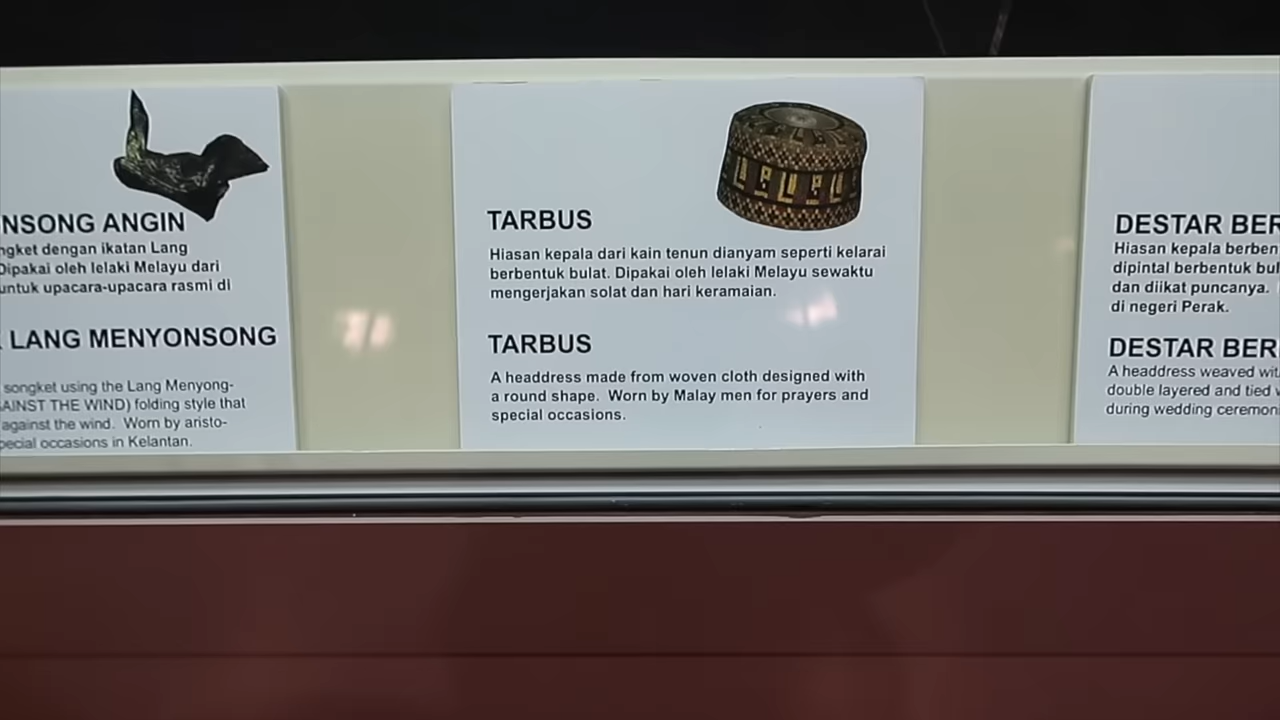 NSONG ANGIN
ngket dengan ikatan Lang
Dipakai oleh lelaki Melayu dari
untuk upacara-upacara rasmi di
LANG MENYONSONG
songket using the Lang Menyong-
AINST THE WIND) folding style that
against the wind. Worn by aristo-
pecial occasions in Kelantan.
TARBUS
Hiasan kepala dari kain tenun dianyam seperti kelarai
berbentuk bulat. Dipakai oleh lelaki Melayu sewaktu
mengerjakan solat dan hari keramaian.
TARBUS
A headdress made from woven cloth designed with
a round shape. Worn by Malay men for prayers and
special occasions.
DESTAR BER
Hiasan kepala berben
dipintal berbentuk bul
dan diikat puncanya.
di negeri Perak.
DESTAR BER
A headdress weaved wit
double layered and tied
during wedding ceremon